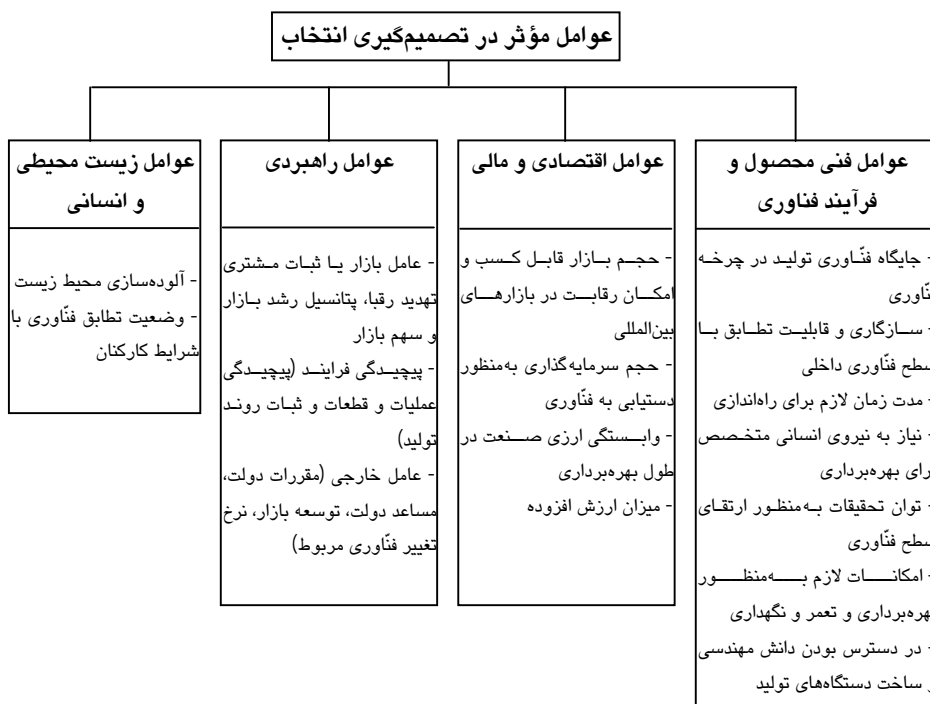 عوامل مؤثر در تصمیم‌گیری انتخاب
عوامل فنی محصول و
فرآیند فناوری
- جایگاه فنّاوری تولید در چرخه
نّاوری
- سازگاری و قابلیت تطابق با
سطح فنّاوری داخلی
- مدت زمان لازم برای راه‌اندازی
- نیاز به نیروی انسانی متخصص
رای بهره‌برداری
- توان تحقیقات به‌منظور ارتقای
سطح فنّاوری
- امکانات لازم به‌منظور
هره‌برداری و تعمر و نگهداری
- در دسترس بودن دانش مهندسی
ساخت دستگاه‌های تولید
عوامل اقتصادی و مالی
- حجم بازار قابل کسب و
امکان رقابت در بازارهای
بین‌المللی
- حجم سرمایه‌گذاری به‌منظور
دستیابی به فنّاوری
- وابستگی ارزی صنعت در
طول بهره‌برداری
- میزان ارزش افزوده
عوامل راهبردی
- عامل بازار یا ثبات مشتری
تهدید رقبا، پتانسیل رشد بازار
و سهم بازار
- پیچیدگی فرایند (پیچیدگی
عملیات و قطعات و ثبات روند
تولید)
- عامل خارجی (مقررات دولت،
مساعد دولت، توسعه بازار، نرخ
تغییر فنّاوری مربوط)
عوامل زیست محیطی
و انسانی
- آلوده‌سازی محیط زیست
- وضعیت تطابق فنّاوری با
شرایط کارکنان